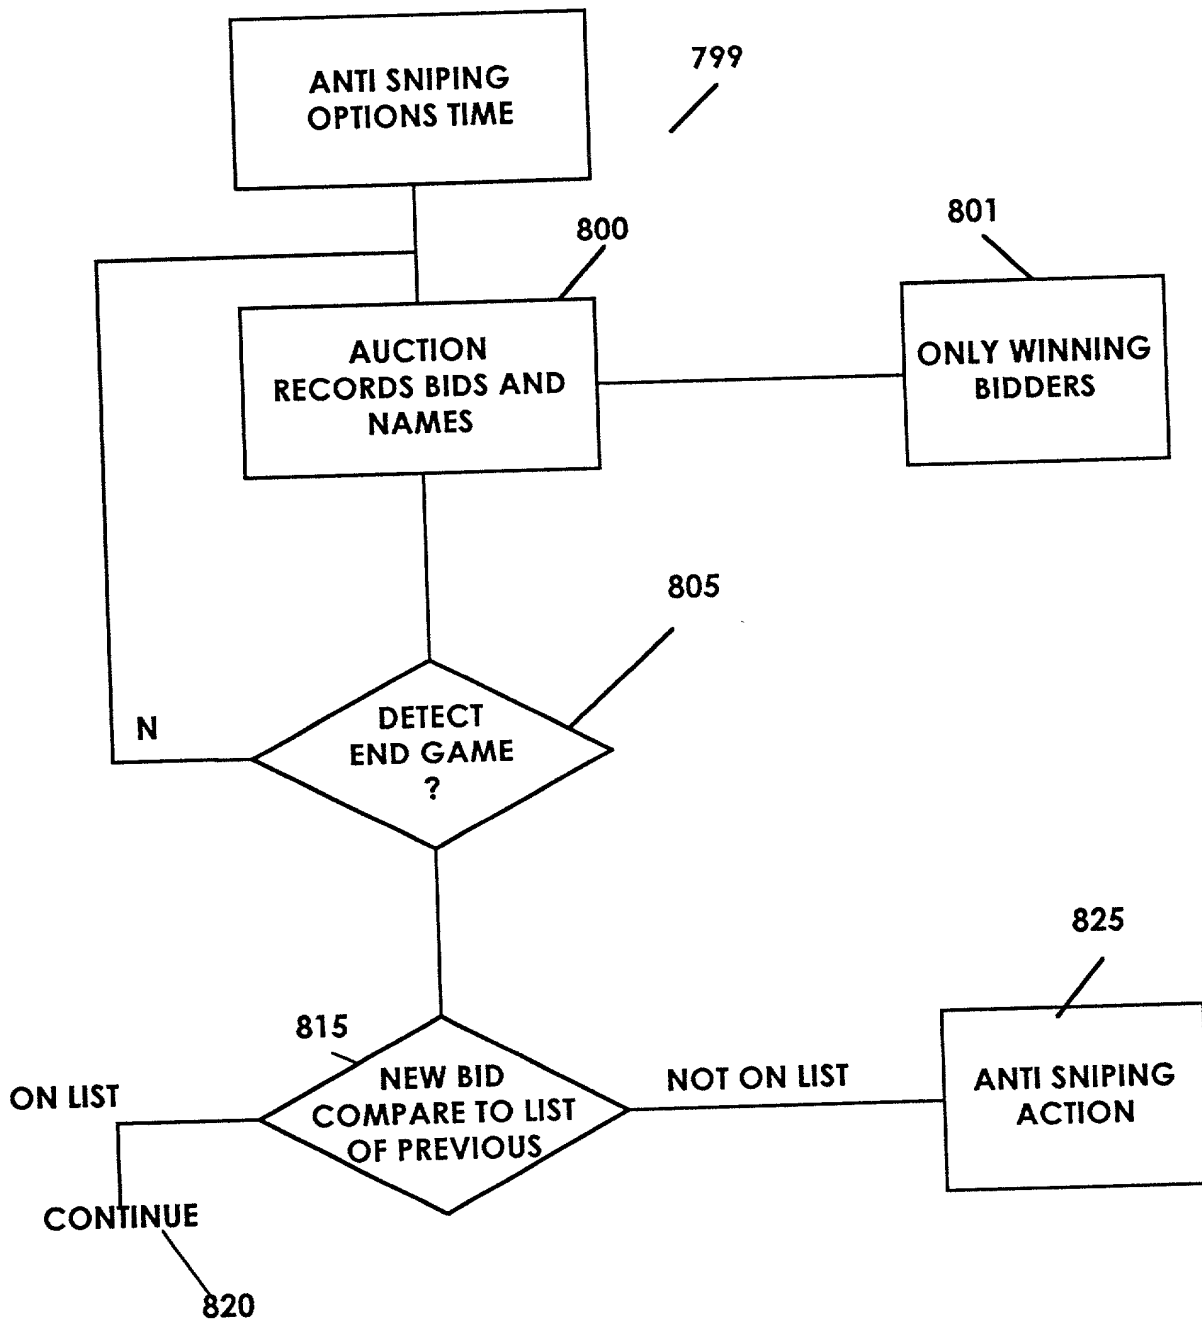 ANTI SNIPING
OPTIONS TIME
799
800
801
AUCTION
RECORDS BIDS AND
NAMES
ONLY WINNING
BIDDERS
805
DETECT
END GAME
?
N
825
815
NEW BID
COMPARE TO LIST
OF PREVIOUS
ON LIST
NOT ON LIST
ANTI SNIPING
ACTION
CONTINUE
820